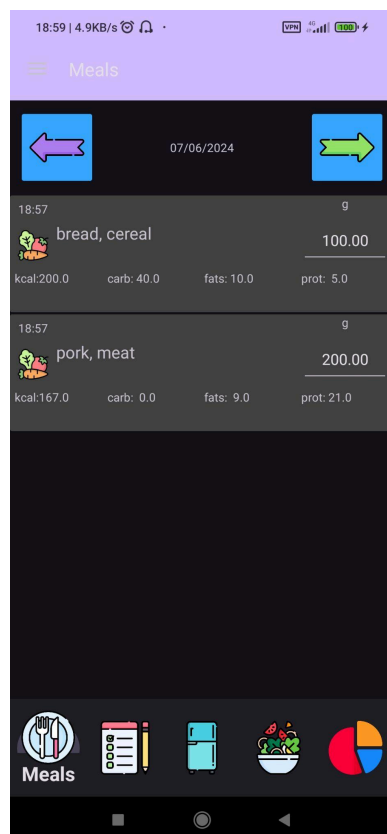 18:59 | 4.9KB/s
VPN 4G 100
Meals
07/06/2024
18:57 g
bread, cereal 100.00
kcal:200.0 carb: 40.0 fats: 10.0 prot: 5.0
18:57 g
pork, meat 200.00
kcal:167.0 carb: 0.0 fats: 9.0 prot: 21.0
Meals